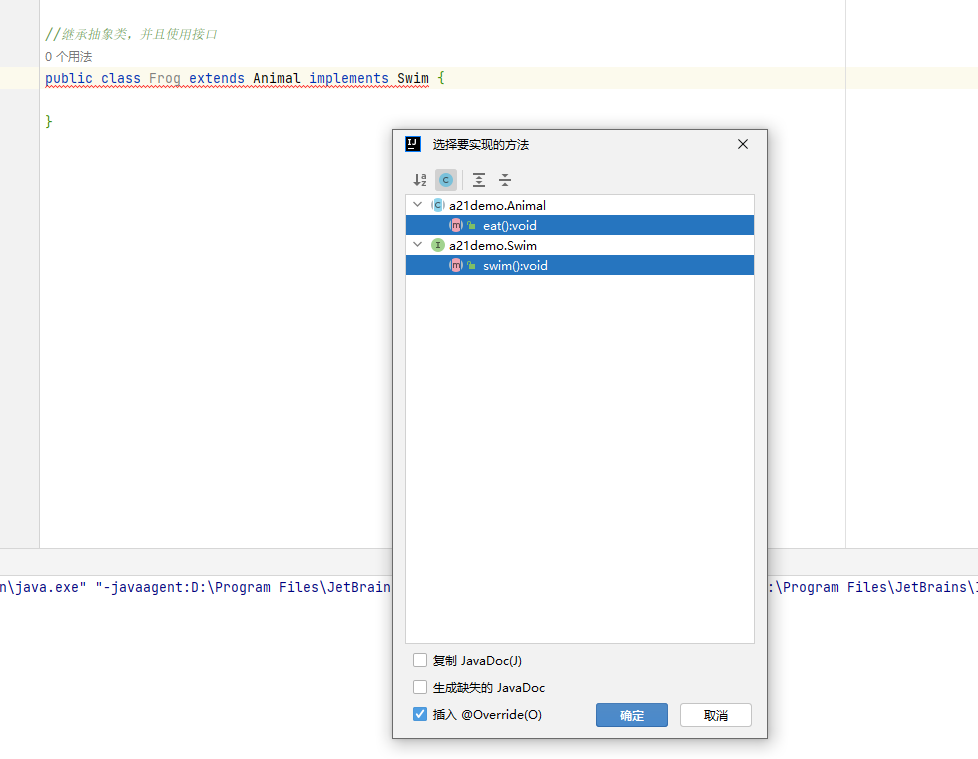 //继承抽象类，并且使用接口
0 个用法
public class Frog extends Animal implements Swim {
}
选择要实现的方法
a21demo.Animal
eat():void
a21demo.Swim
swim():void
n\java.exe" "-javaagent:D:\Program Files\JetBrain
:\Program Files\JetBrains\
复制 JavaDoc(J)
生成缺失的 JavaDoc
插入 @Override(O)
确定
取消